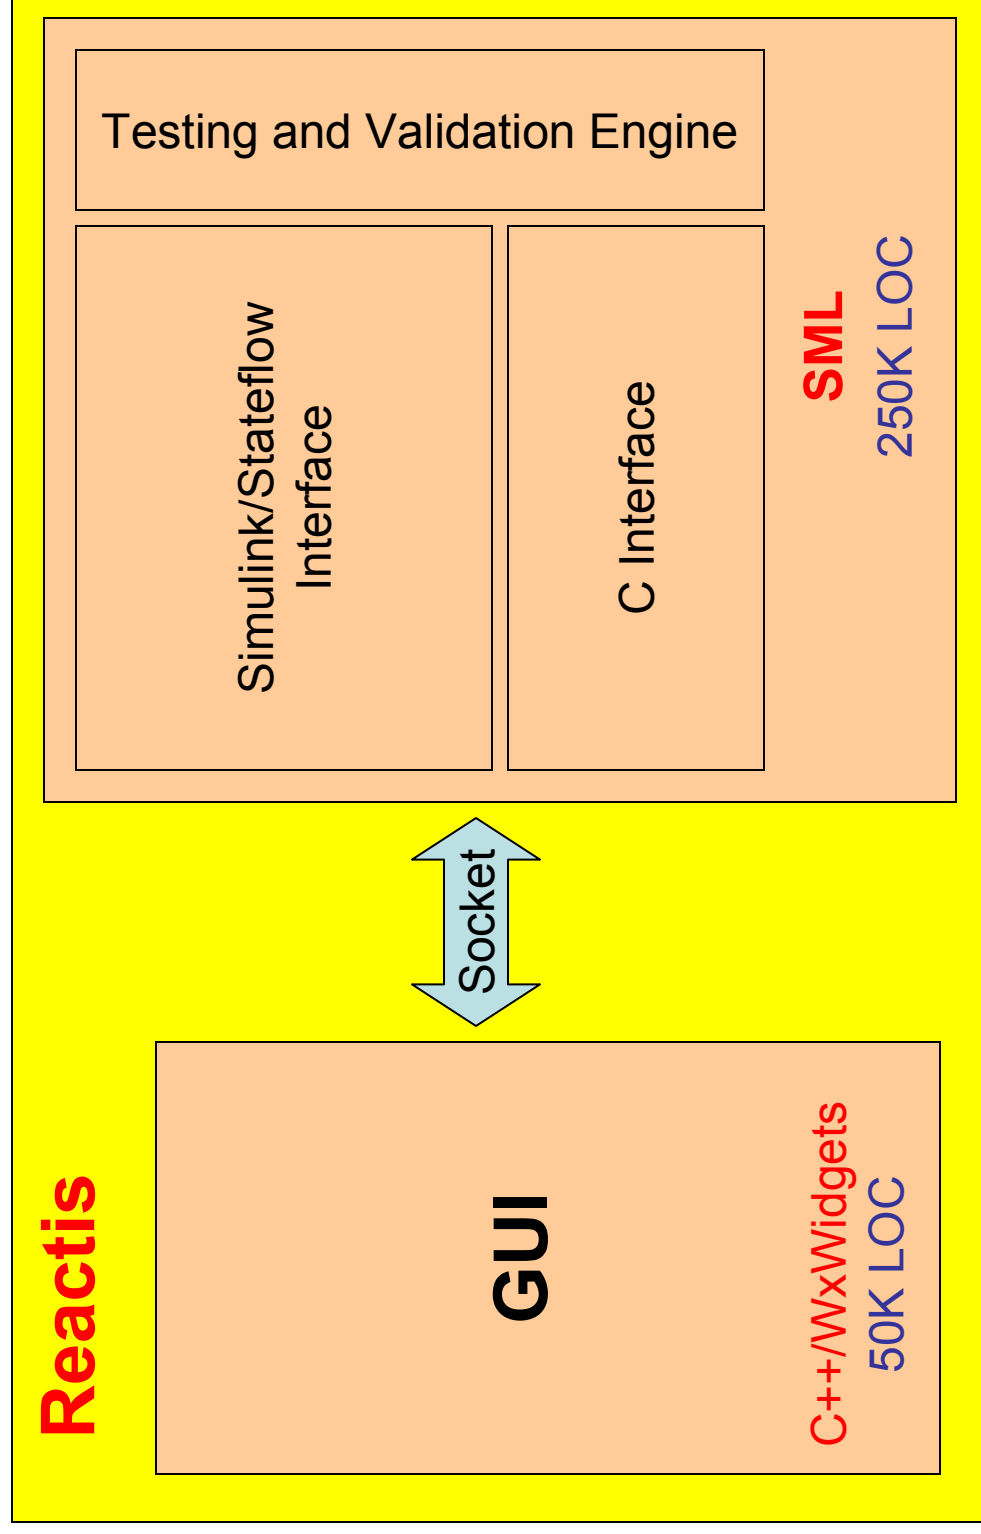 Reactis
GUI
C++/WxWidgets
50K LOC
Socket
Simulink/Stateflow
Interface
C Interface
Testing and Validation Engine
SML
250K LOC